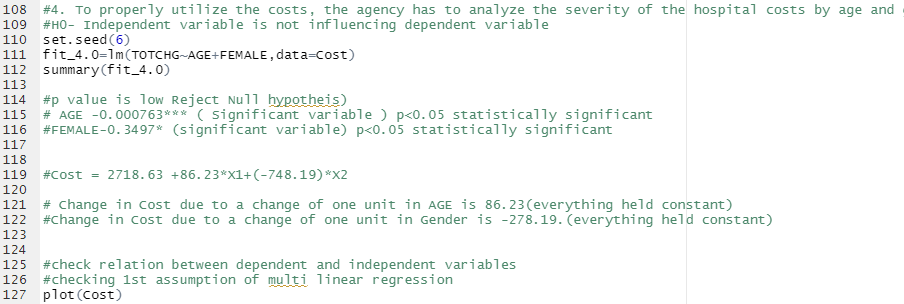 108 #4. To properly utilize the costs, the agency has to analyze the severity of the hospital costs by age and
109 #H0- Independent variable is not influencing dependent variable
110 set.seed(6)
111 fit_4.0=lm(TOTCHG~AGE+FEMALE,data=Cost)
112 summary(fit_4.0)
113
114 #p value is low Reject Null hypotheis)
115 # AGE -0.000763*** ( Significant variable ) p<0.05 statistically significant
116 #FEMALE-0.3497* (significant variable) p<0.05 statistically significant
117
118
119 #Cost = 2718.63 +86.23*X1+(-748.19)*X2
120
121 # Change in Cost due to a change of one unit in AGE is 86.23(everything held constant)
122 #Change in Cost due to a change of one unit in Gender is -278.19.(everything held constant)
123
124
125 #check relation between dependent and independent variables
126 #checking 1st assumption of multi linear regression
127 plot(Cost)